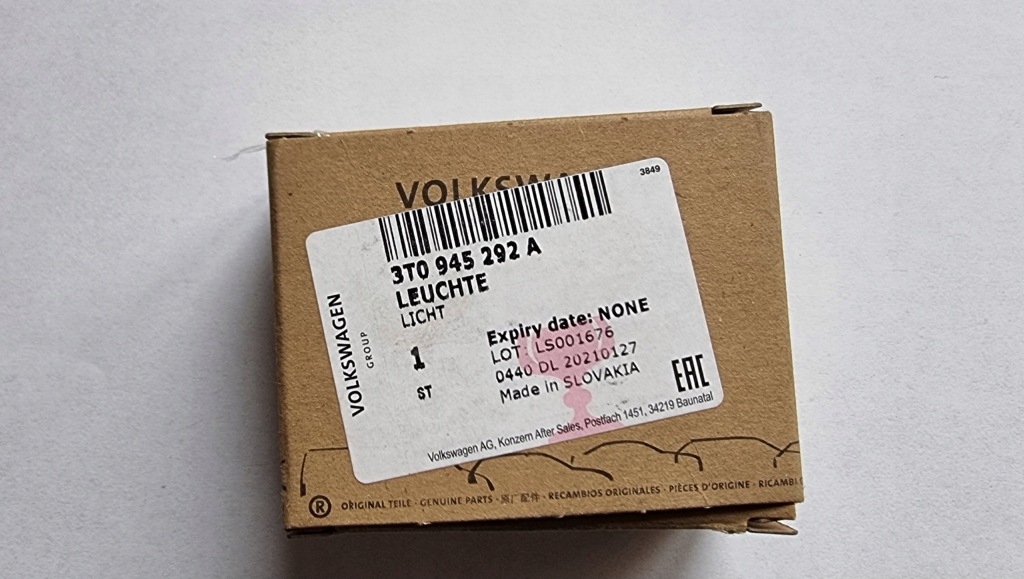 VOLKSWA
3849
3T0 945 292 A
LEUCHTE
LICHT
1
ST
Expiry date: NONE
LOT: LS001676
0440 DL 20210127
Made in SLOVAKIA
EAC
VOLKSWAGEN
GROUP
Volkswagen AG, Konzern After Sales, Postfach 1451, 34219 Baunatal
® ORIGINAL TEILE · GENUINE PARTS · 原厂配件 · RECAMBIOS ORIGINALES · PIÈCES D'ORIGINE · RICAMBI